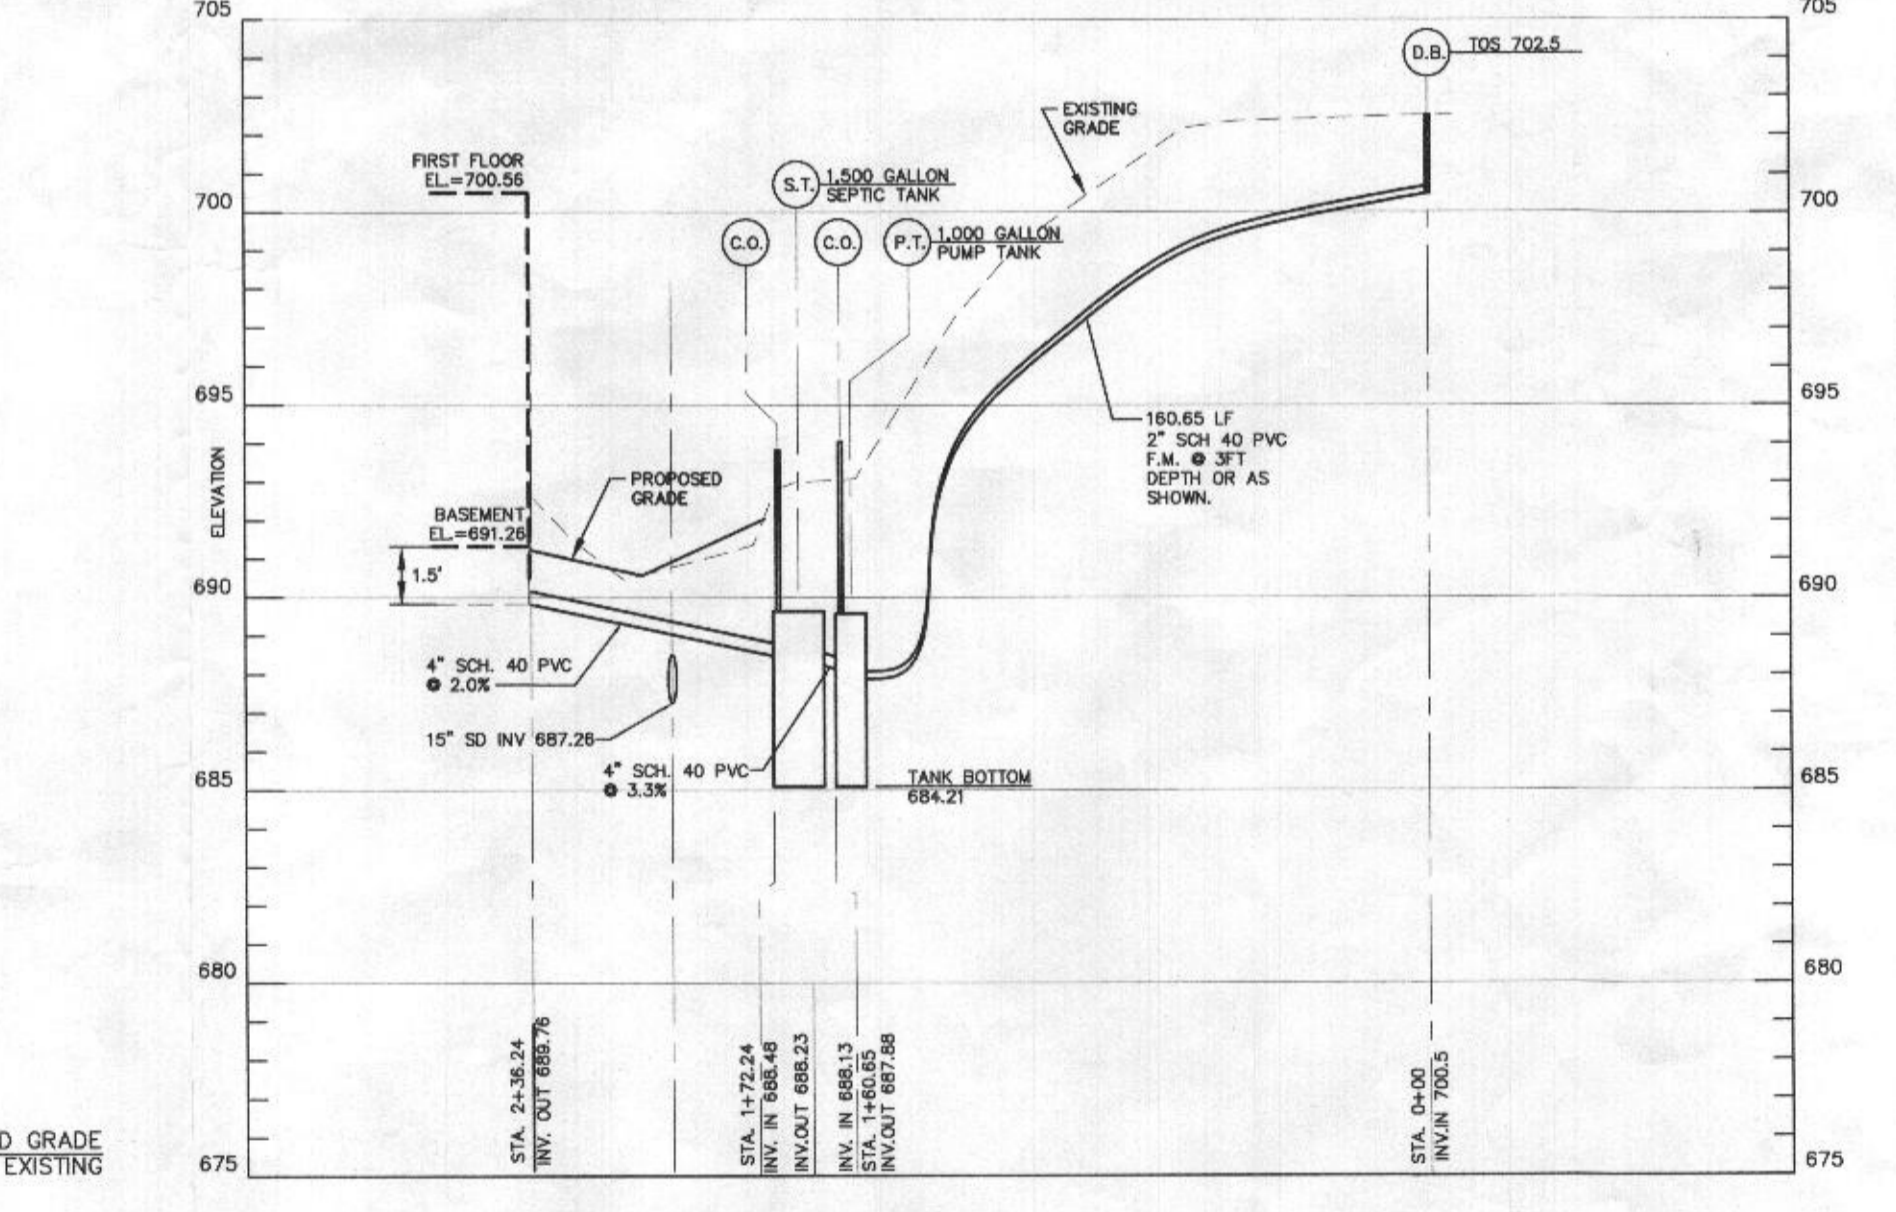 705
705
D.B.
TOS 702.5
EXISTING
GRADE
FIRST FLOOR
EL.=700.56
S.T.
1,500 GALLON
SEPTIC TANK
700
700
C.O.
C.O.
P.T.
1,000 GALLON
PUMP TANK
695
695
160.65 LF
2" SCH 40 PVC
F.M. @ 3FT
DEPTH OR AS
SHOWN.
ELEVATION
PROPOSED
GRADE
BASEMENT
EL.=691.26
1.5'
690
690
4" SCH. 40 PVC
@ 2.0%
15" SD INV 687.26
4" SCH. 40 PVC
@ 3.3%
TANK BOTTOM
684.21
685
685
680
680
STA. 2+36.24
INV. OUT 689.76
STA. 1+72.24
INV. IN 688.48
INV.OUT 688.23
INV. IN 688.13
STA. 1+60.65
INV.OUT 687.88
STA. 0+00
INV.IN 700.5
D GRADE
EXISTING
675
675